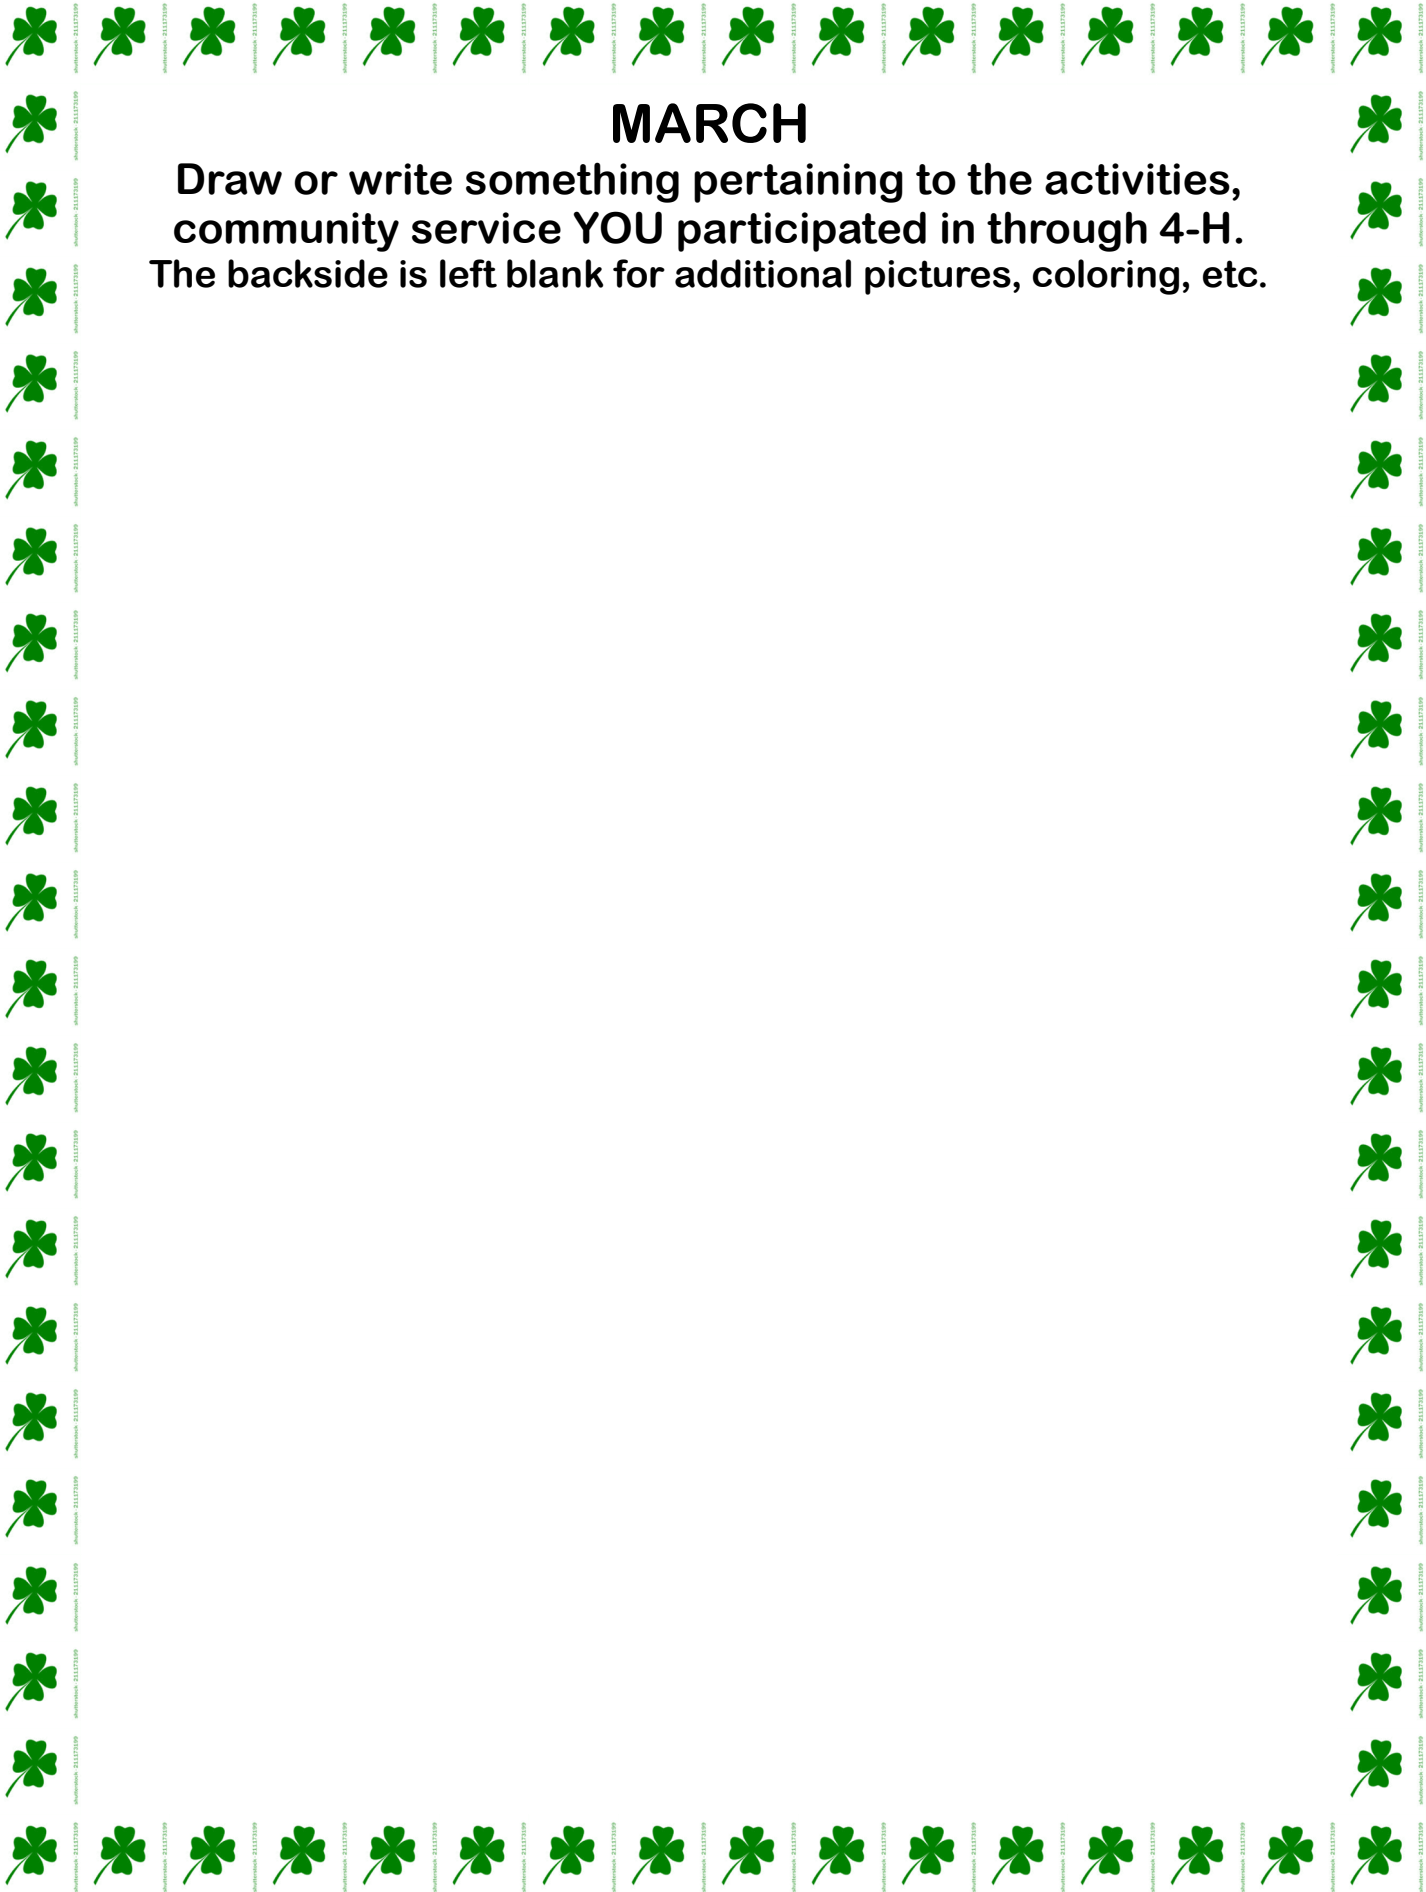 MARCH
Draw or write something pertaining to the activities,
community service YOU participated in through 4-H.
The backside is left blank for additional pictures, coloring, etc.